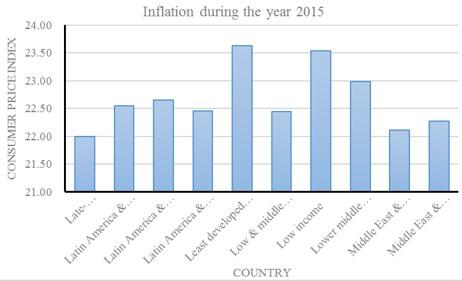 Inflation during the year 2015
CONSUMER PRICE INDEX
24.00
23.50
23.00
22.50
22.00
21.50
21.00
Late-...
Latin America &...
Latin America &...
Latin America &...
Least developed...
Low & middle...
Low income
Lower middle...
Middle East &...
Middle East &...
COUNTRY